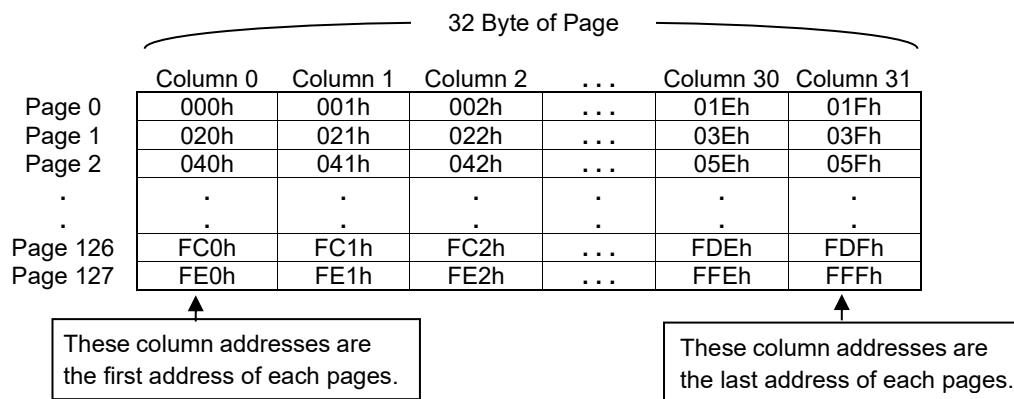 32 Byte of Page
Column 0 Column 1 Column 2 . . . Column 30 Column 31
Page 0 000h 001h 002h . . . 01Eh 01Fh
Page 1 020h 021h 022h . . . 03Eh 03Fh
Page 2 040h 041h 042h . . . 05Eh 05Fh
. . . . . . .
. . . . . . .
Page 126 FC0h FC1h FC2h . . . FDEh FDFh
Page 127 FE0h FE1h FE2h . . . FFEh FFFh
These column addresses are
the first address of each pages.
These column addresses are
the last address of each pages.